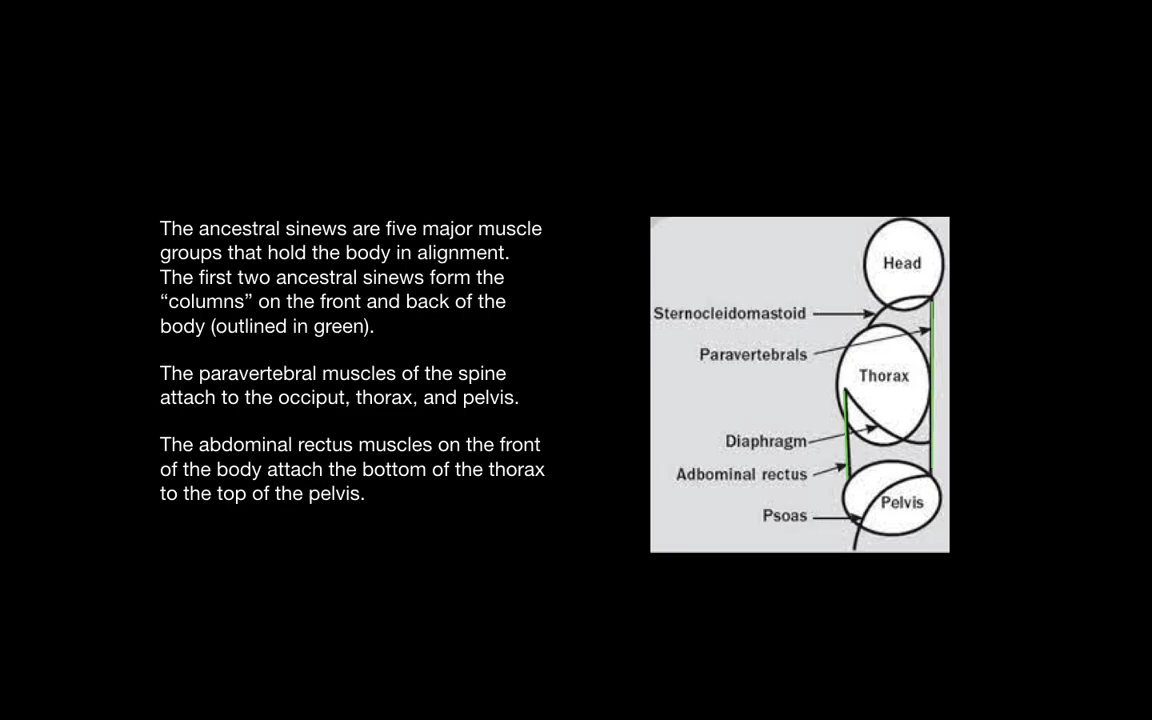 The ancestral sinews are five major muscle
groups that hold the body in alignment.
The first two ancestral sinews form the
“columns” on the front and back of the
body (outlined in green).
The paravertebral muscles of the spine
attach to the occiput, thorax, and pelvis.
The abdominal rectus muscles on the front
of the body attach the bottom of the thorax
to the top of the pelvis.
Head
Sternocleidomastoid
Paravertebrals
Thorax
Diaphragm
Adbominal rectus
Pelvis
Psoas